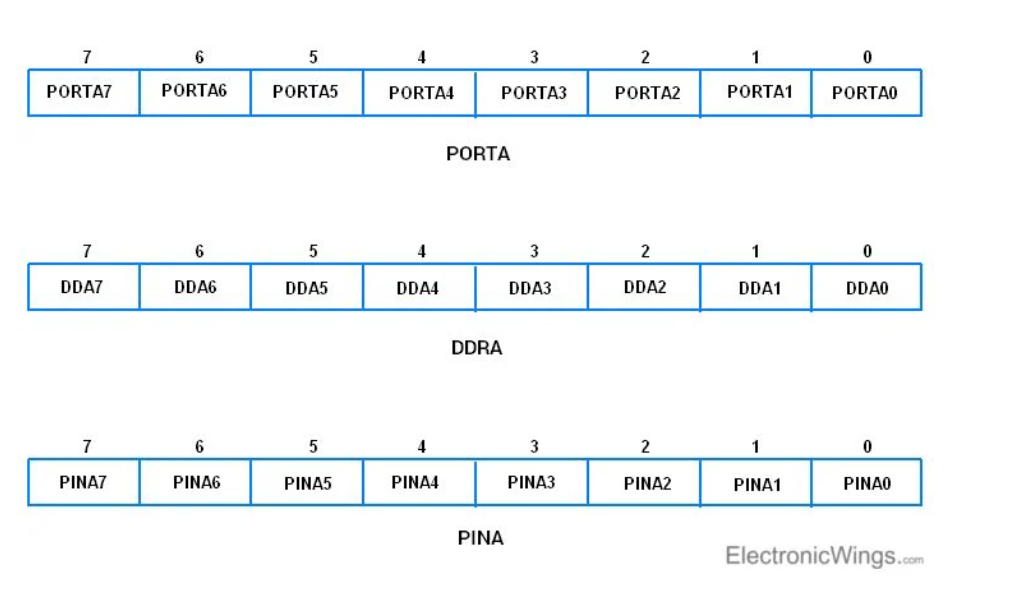 7 6 5 4 3 2 1 0
PORTA7 PORTA6 PORTA5 PORTA4 PORTA3 PORTA2 PORTA1 PORTA0
PORTA
7 6 5 4 3 2 1 0
DDA7 DDA6 DDA5 DDA4 DDA3 DDA2 DDA1 DDA0
DDRA
7 6 5 4 3 2 1 0
PINA7 PINA6 PINA5 PINA4 PINA3 PINA2 PINA1 PINA0
PINA
ElectronicWings.com